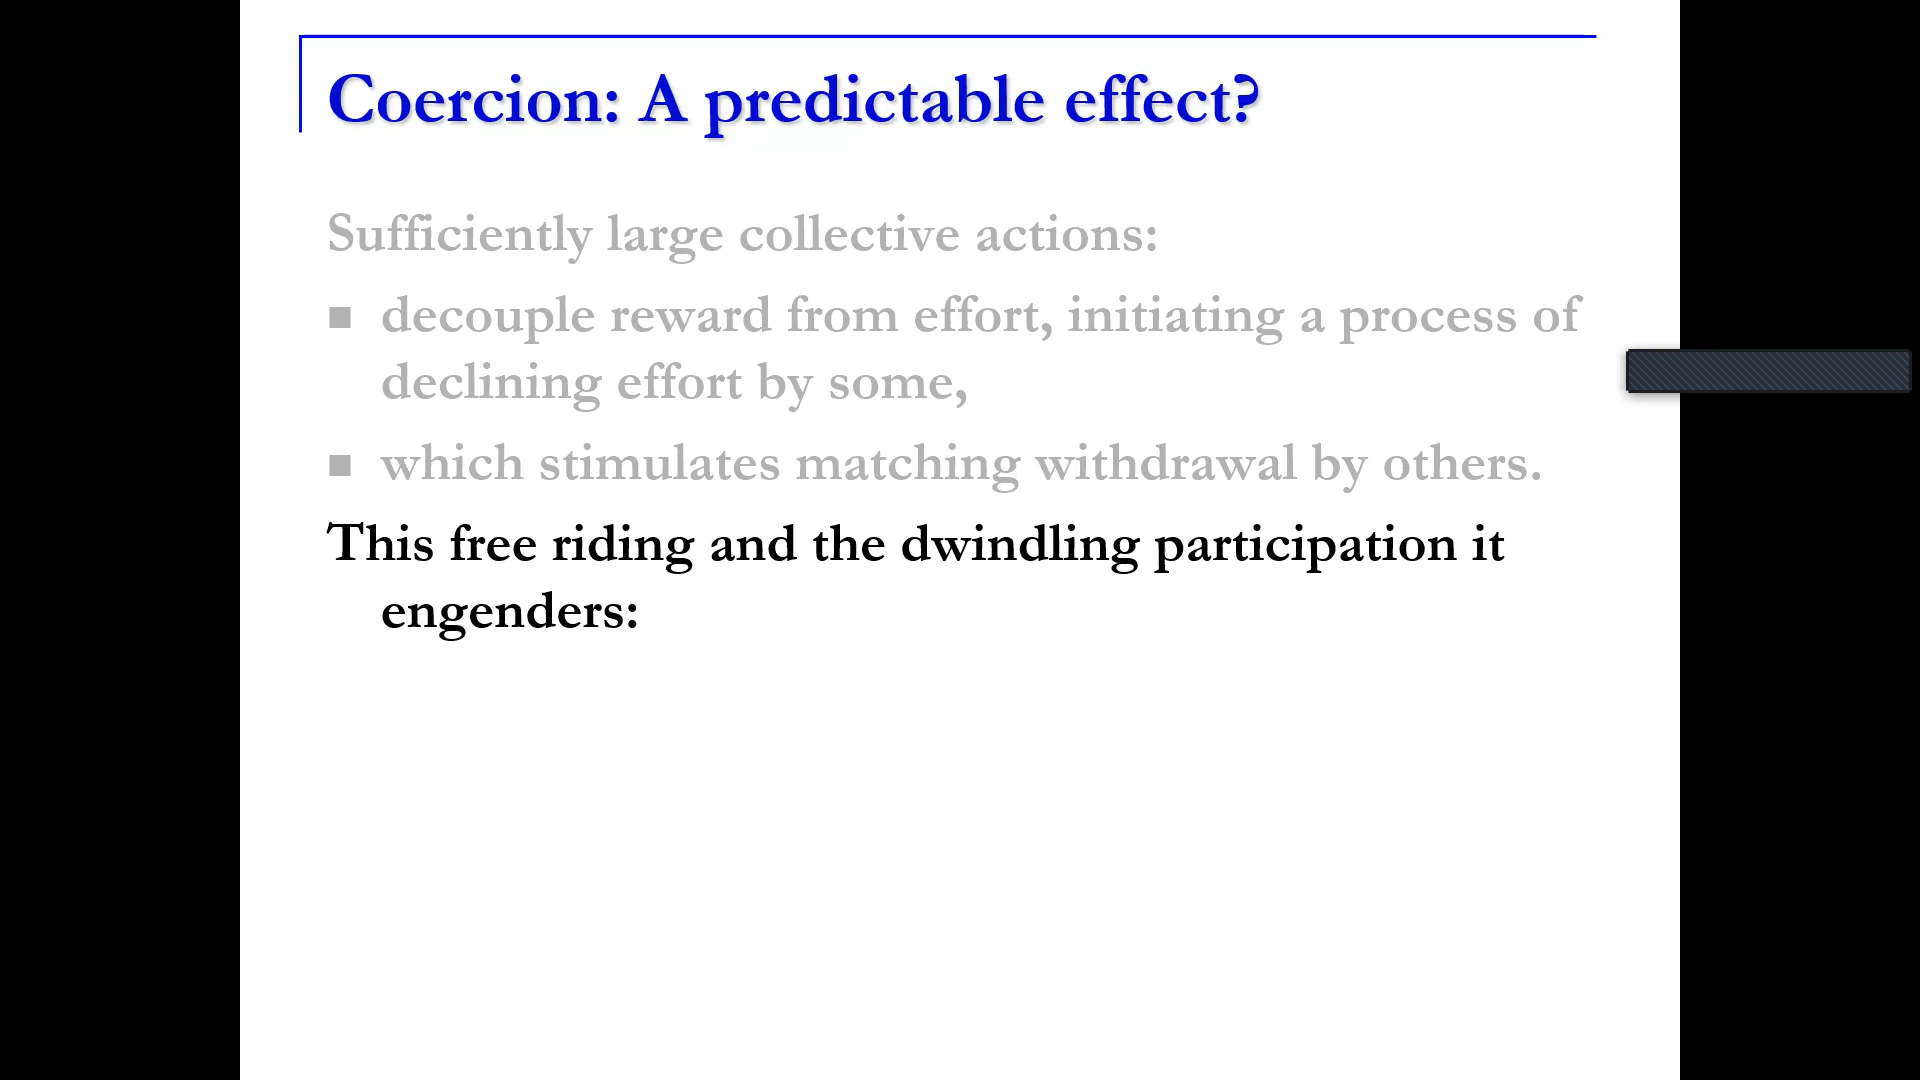 Coercion: A predictable effect?
Sufficiently large collective actions:
■ decouple reward from effort, initiating a process of
declining effort by some,
■ which stimulates matching withdrawal by others.
This free riding and the dwindling participation it
engenders: